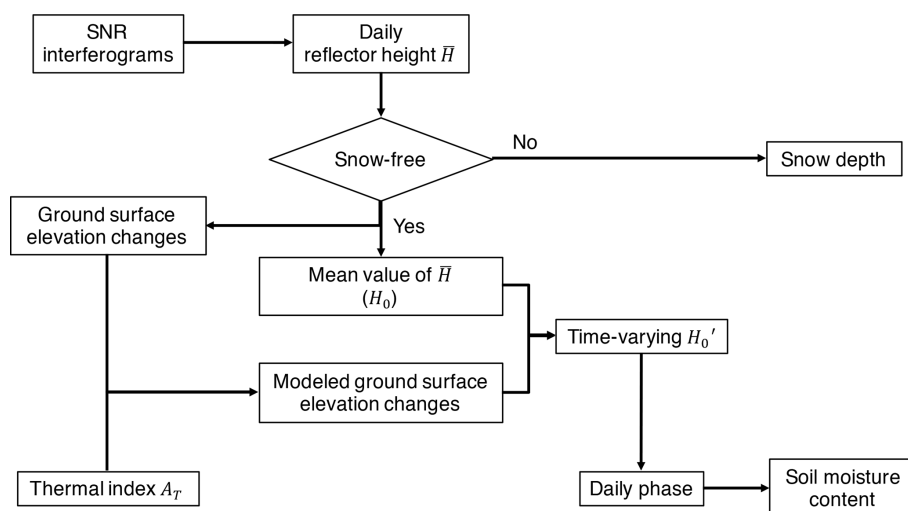 SNR
interferograms
Daily
reflector height H̅
Snow-free
No
Snow depth
Ground surface
elevation changes
Yes
Mean value of H̅
(H₀)
Time-varying H₀′
Modeled ground surface
elevation changes
Thermal index A_T
Daily phase
Soil moisture
content